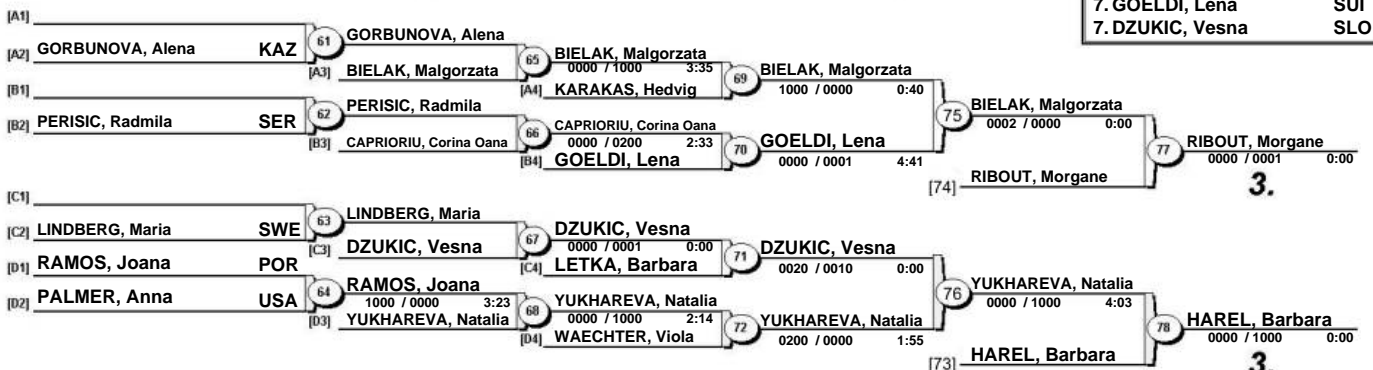 7. GOELDI, Lena SUI
7. DZUKIC, Vesna SLO
[A1]
[A2] GORBUNOVA, Alena KAZ
61 GORBUNOVA, Alena
[A3] BIELAK, Malgorzata
65 BIELAK, Malgorzata
0000 / 1000 3:35
[A4] KARAKAS, Hedvig
69 BIELAK, Malgorzata
1000 / 0000 0:40
[B1]
[B2] PERISIC, Radmila SER
62 PERISIC, Radmila
[B3] CAPRIORIU, Corina Oana
66 CAPRIORIU, Corina Oana
0000 / 0200 2:33
[B4] GOELDI, Lena
70 GOELDI, Lena
0000 / 0001 4:41
75 BIELAK, Malgorzata
0002 / 0000 0:00
[74] RIBOUT, Morgane
77 RIBOUT, Morgane
0000 / 0001 0:00
3.
[C1]
[C2] LINDBERG, Maria SWE
63 LINDBERG, Maria
[C3] DZUKIC, Vesna
67 DZUKIC, Vesna
0000 / 0001 0:00
[C4] LETKA, Barbara
71 DZUKIC, Vesna
0020 / 0010 0:00
[D1] RAMOS, Joana POR
[D2] PALMER, Anna USA
64 RAMOS, Joana
1000 / 0000 3:23
[D3] YUKHAREVA, Natalia
68 YUKHAREVA, Natalia
0000 / 1000 2:14
[D4] WAECHTER, Viola
72 YUKHAREVA, Natalia
0200 / 0000 1:55
76 YUKHAREVA, Natalia
0000 / 1000 4:03
[73] HAREL, Barbara
78 HAREL, Barbara
0000 / 1000 0:00
3.